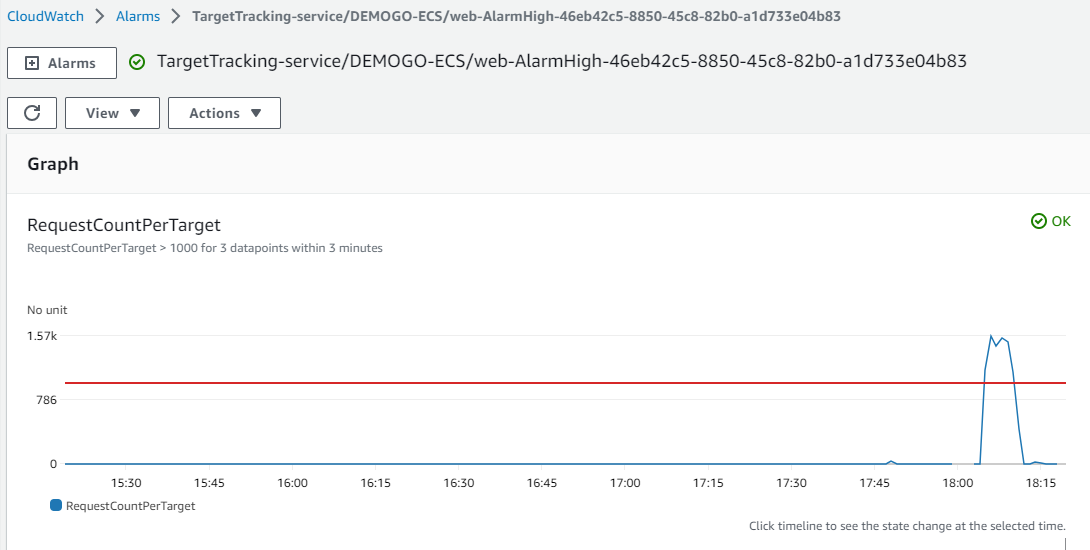 CloudWatch > Alarms > TargetTracking-service/DEMOGO-ECS/web-AlarmHigh-46eb42c5-8850-45c8-82b0-a1d733e04b83
Alarms TargetTracking-service/DEMOGO-ECS/web-AlarmHigh-46eb42c5-8850-45c8-82b0-a1d733e04b83
View Actions
Graph
RequestCountPerTarget OK
RequestCountPerTarget > 1000 for 3 datapoints within 3 minutes
No unit
1.57k
786
0
15:30 15:45 16:00 16:15 16:30 16:45 17:00 17:15 17:30 17:45 18:00 18:15
RequestCountPerTarget
Click timeline to see the state change at the selected time.